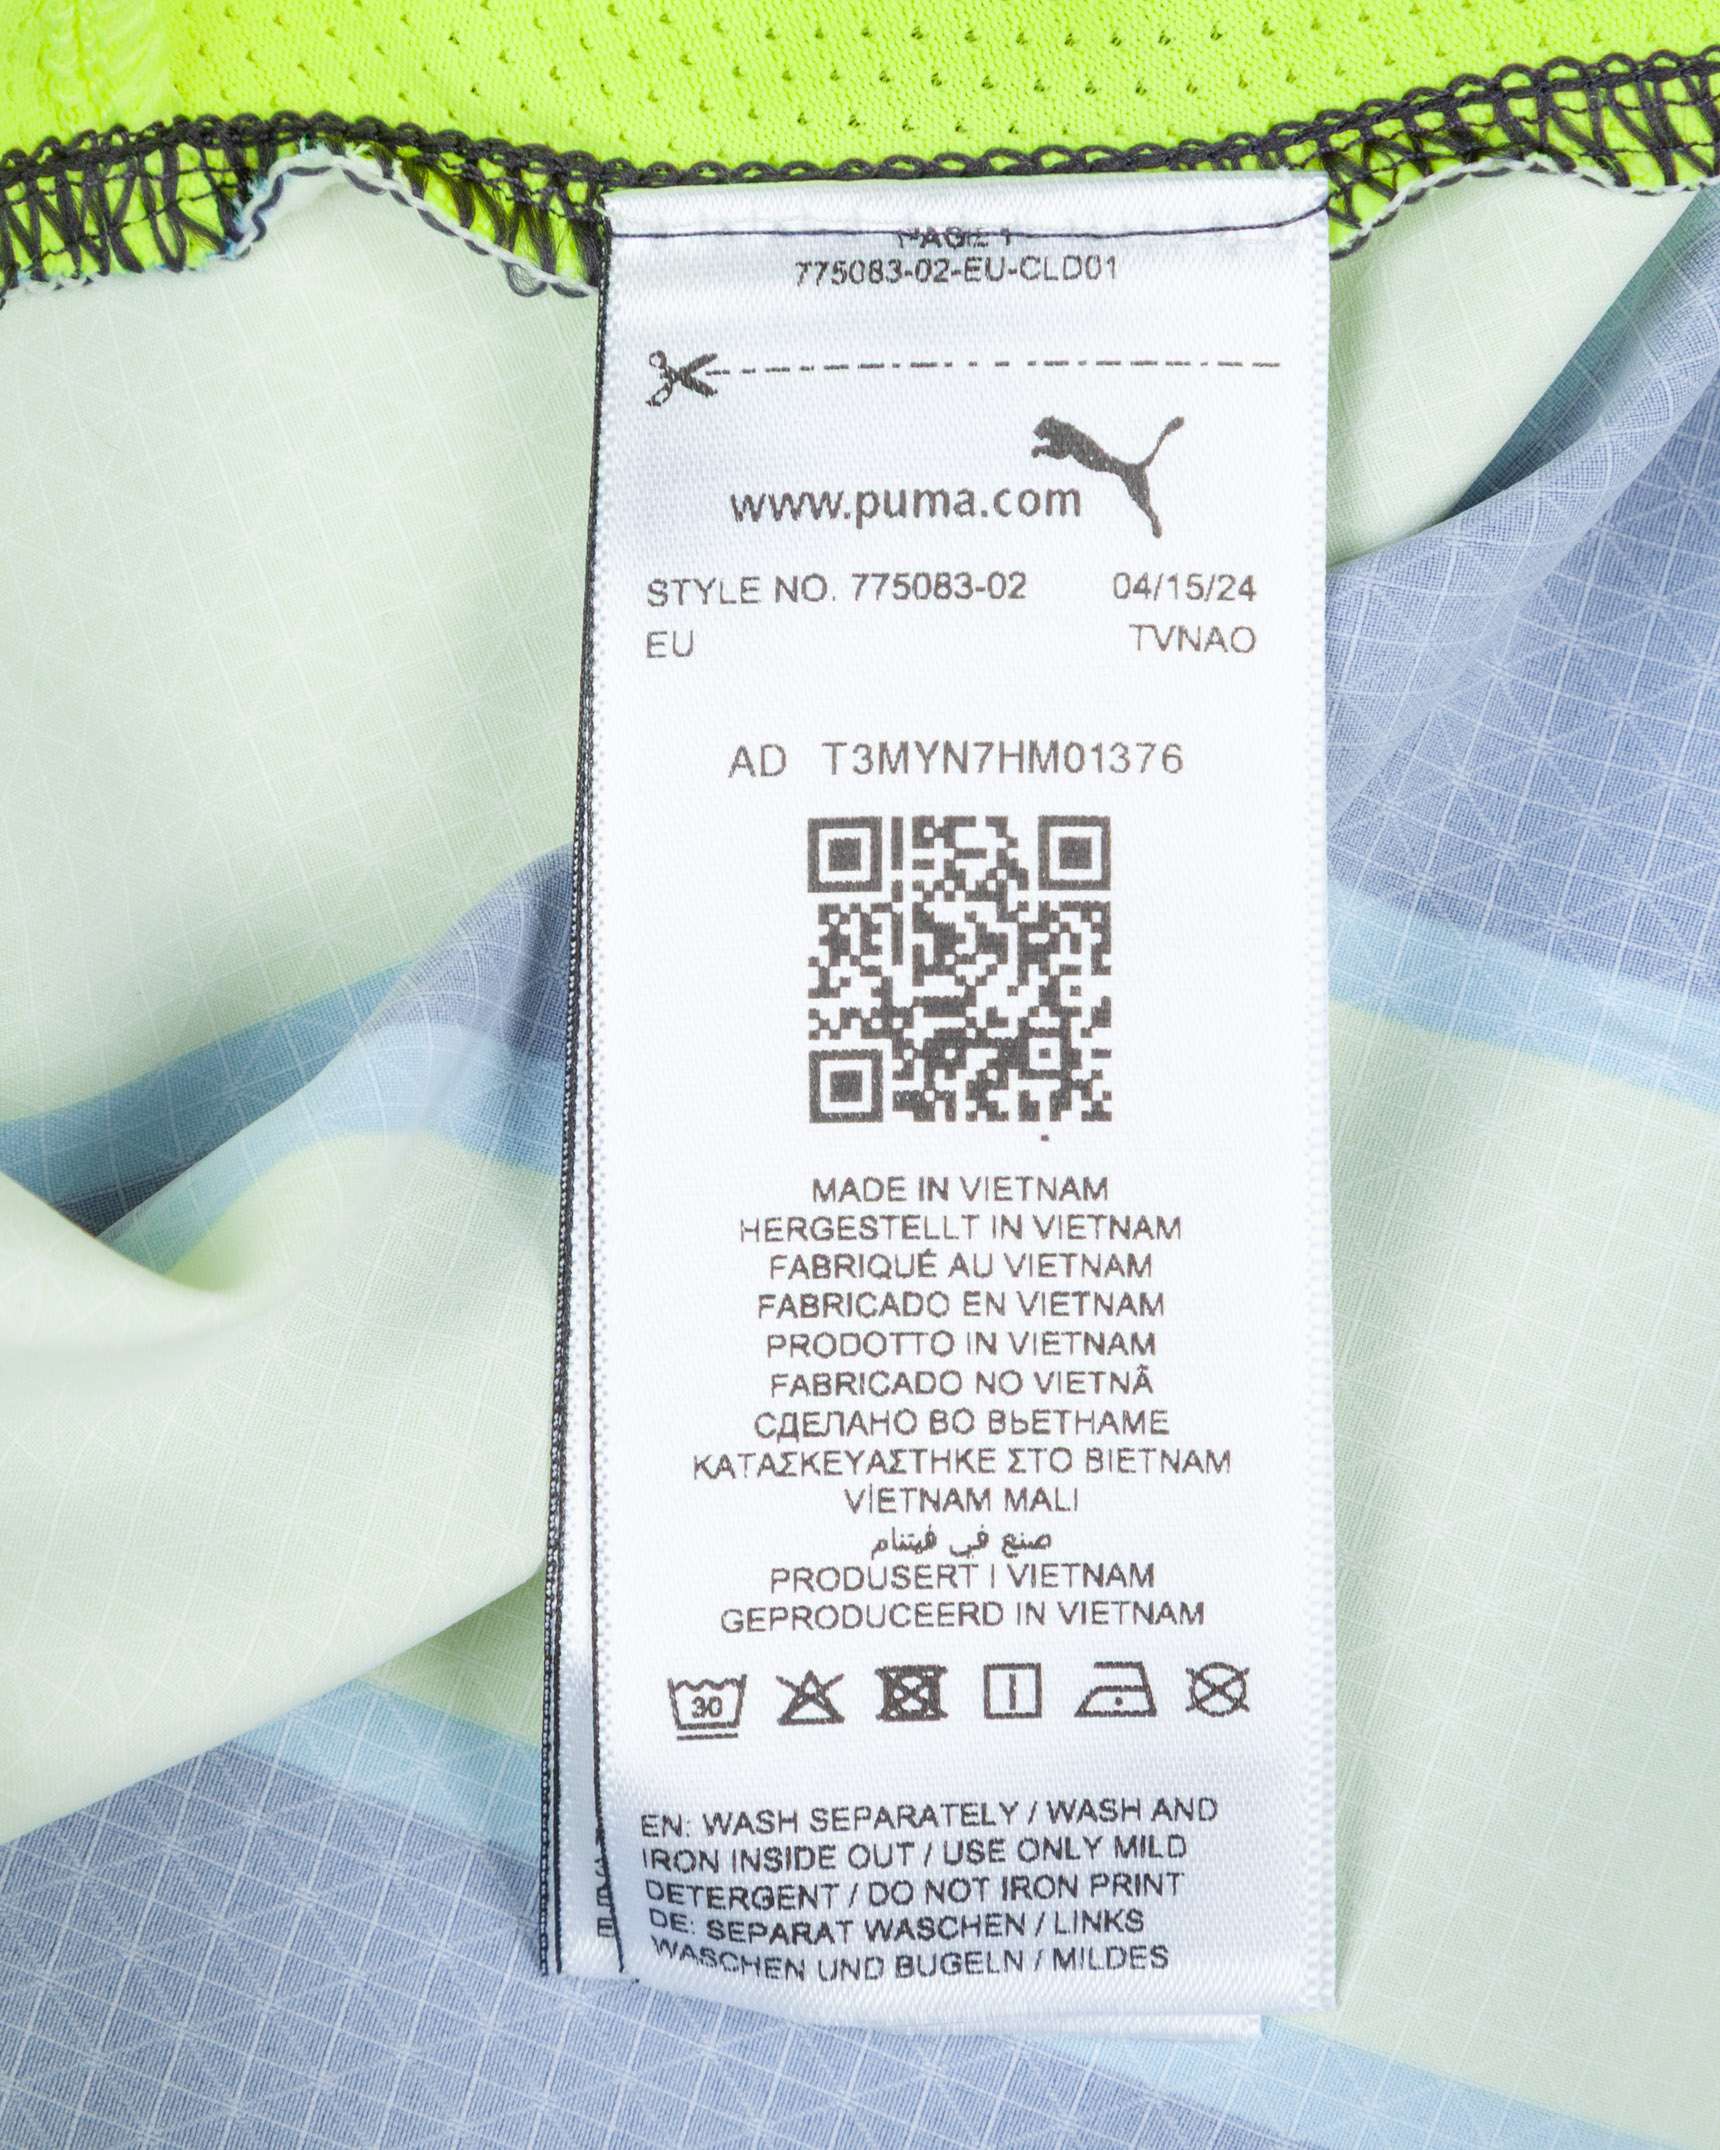 PAGE 1
775083-02-EU-CLD01
www.puma.com
STYLE NO. 775083-02 04/15/24
EU TVNAO
AD T3MYN7HM01376
MADE IN VIETNAM
HERGESTELLT IN VIETNAM
FABRIQUÉ AU VIETNAM
FABRICADO EN VIETNAM
PRODOTTO IN VIETNAM
FABRICADO NO VIETNÃ
СДЕЛАНО ВО ВЬЕТНАМЕ
ΚΑΤΑΣΚΕΥΑΣΤΗΚΕ ΣΤΟ ΒΙΕΤΝΑΜ
VİETNAM MALI
صنع في فيتنام
PRODUSERT I VIETNAM
GEPRODUCEERD IN VIETNAM
30
EN: WASH SEPARATELY / WASH AND
IRON INSIDE OUT / USE ONLY MILD
DETERGENT / DO NOT IRON PRINT
DE: SEPARAT WASCHEN / LINKS
WASCHEN UND BUGELN / MILDES